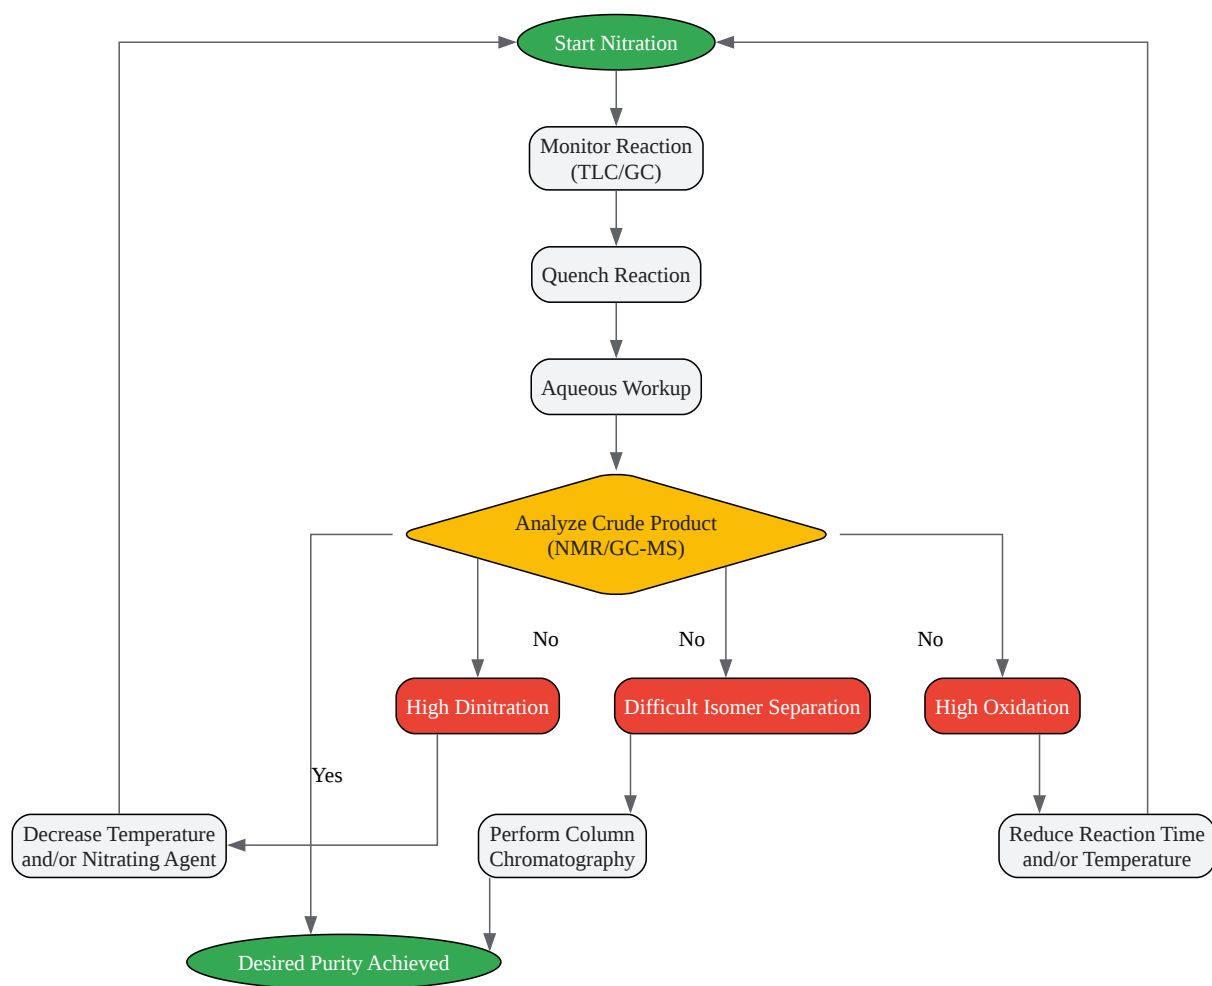 Start Nitration
Monitor Reaction
(TLC/GC)
Quench Reaction
Aqueous Workup
Analyze Crude Product
(NMR/GC-MS)
No
No
No
High Dinitration
Difficult Isomer Separation
High Oxidation
Yes
Decrease Temperature
and/or Nitrating Agent
Perform Column
Chromatography
Reduce Reaction Time
and/or Temperature
Desired Purity Achieved